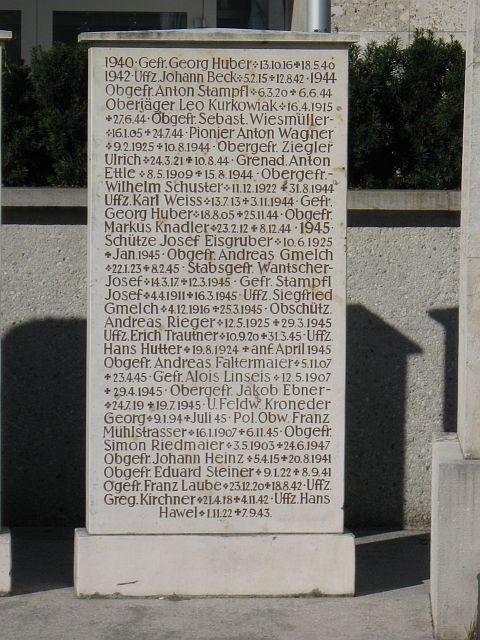 1940·Gefr.Georg Huber÷13.10.16+18.5.40
1942·Uffz.Johann Beck÷5.2.15+12.8.42·1944
Obgefr.Anton Stampfl÷6.3.20+6.6.44
Oberjäger Leo Kurkowiak÷16.4.1915
+27.6.44·Obgefr.Sebast.Wiesmüller-
÷16.1.05+24.7.44·Pionier Anton Wagner
÷9.2.1925+10.8.1944·Obergefr.Ziegler
Ulrich÷24.3.21+10.8.44·Grenad.Anton
Ettle÷8.5.1909+15.8.1944·Obergefr.-
Wilhelm Schuster÷11.12.1922+31.8.1944
Uffz.Karl Weiss÷13.7.13+3.11.1944·Gefr.
Georg Huber÷18.8.05+25.11.44·Obgefr.
Markus Knadler÷23.2.12+8.12.44·1945·
Schütze Josef Eisgruber÷10.6.1925
+Jan.1945·Obgefr.Andreas Gmelch
÷22.1.23+8.2.45·Stabsgefr.Wantscher-
Josef÷14.3.17+12.3.1945·Gefr.Stampfl
Josef÷4.4.1911+16.3.1945·Uffz.Siegfried
Gmelch÷4.12.1916+25.3.1945·Obschütz.
Andreas Rieger÷12.5.1925+29.3.1945
Uffz.Erich Trautner÷10.9.20+31.3.45·Uffz.
Hans Hutter÷19.8.1924+Anf.April 1945
Obgefr.Andreas Faltermaier÷5.11.07
+23.4.45·Gefr.Alois Linseis÷12.5.1907
+29.4.1945·Obergefr.Jakob Ebner-
÷24.7.19+19.7.1945·U.Feldw.Kroneder
Georg÷9.1.94+Juli 45·Pol.Obw.Franz
Mühlstrasser÷16.1.1907+6.11.45·Obgefr.
Simon Riedmaier÷3.5.1903+24.6.1947
Obgefr.Johann Heinz÷5.4.15+20.8.1941
Obgefr.Eduard Steiner÷9.1.22+8.9.41
Ogefr.Franz Laube÷23.12.20+18.8.42·Uffz.
Greg.Kirchner÷21.4.18+4.11.42·Uffz.Hans
Hawel÷1.11.22+7.9.43.